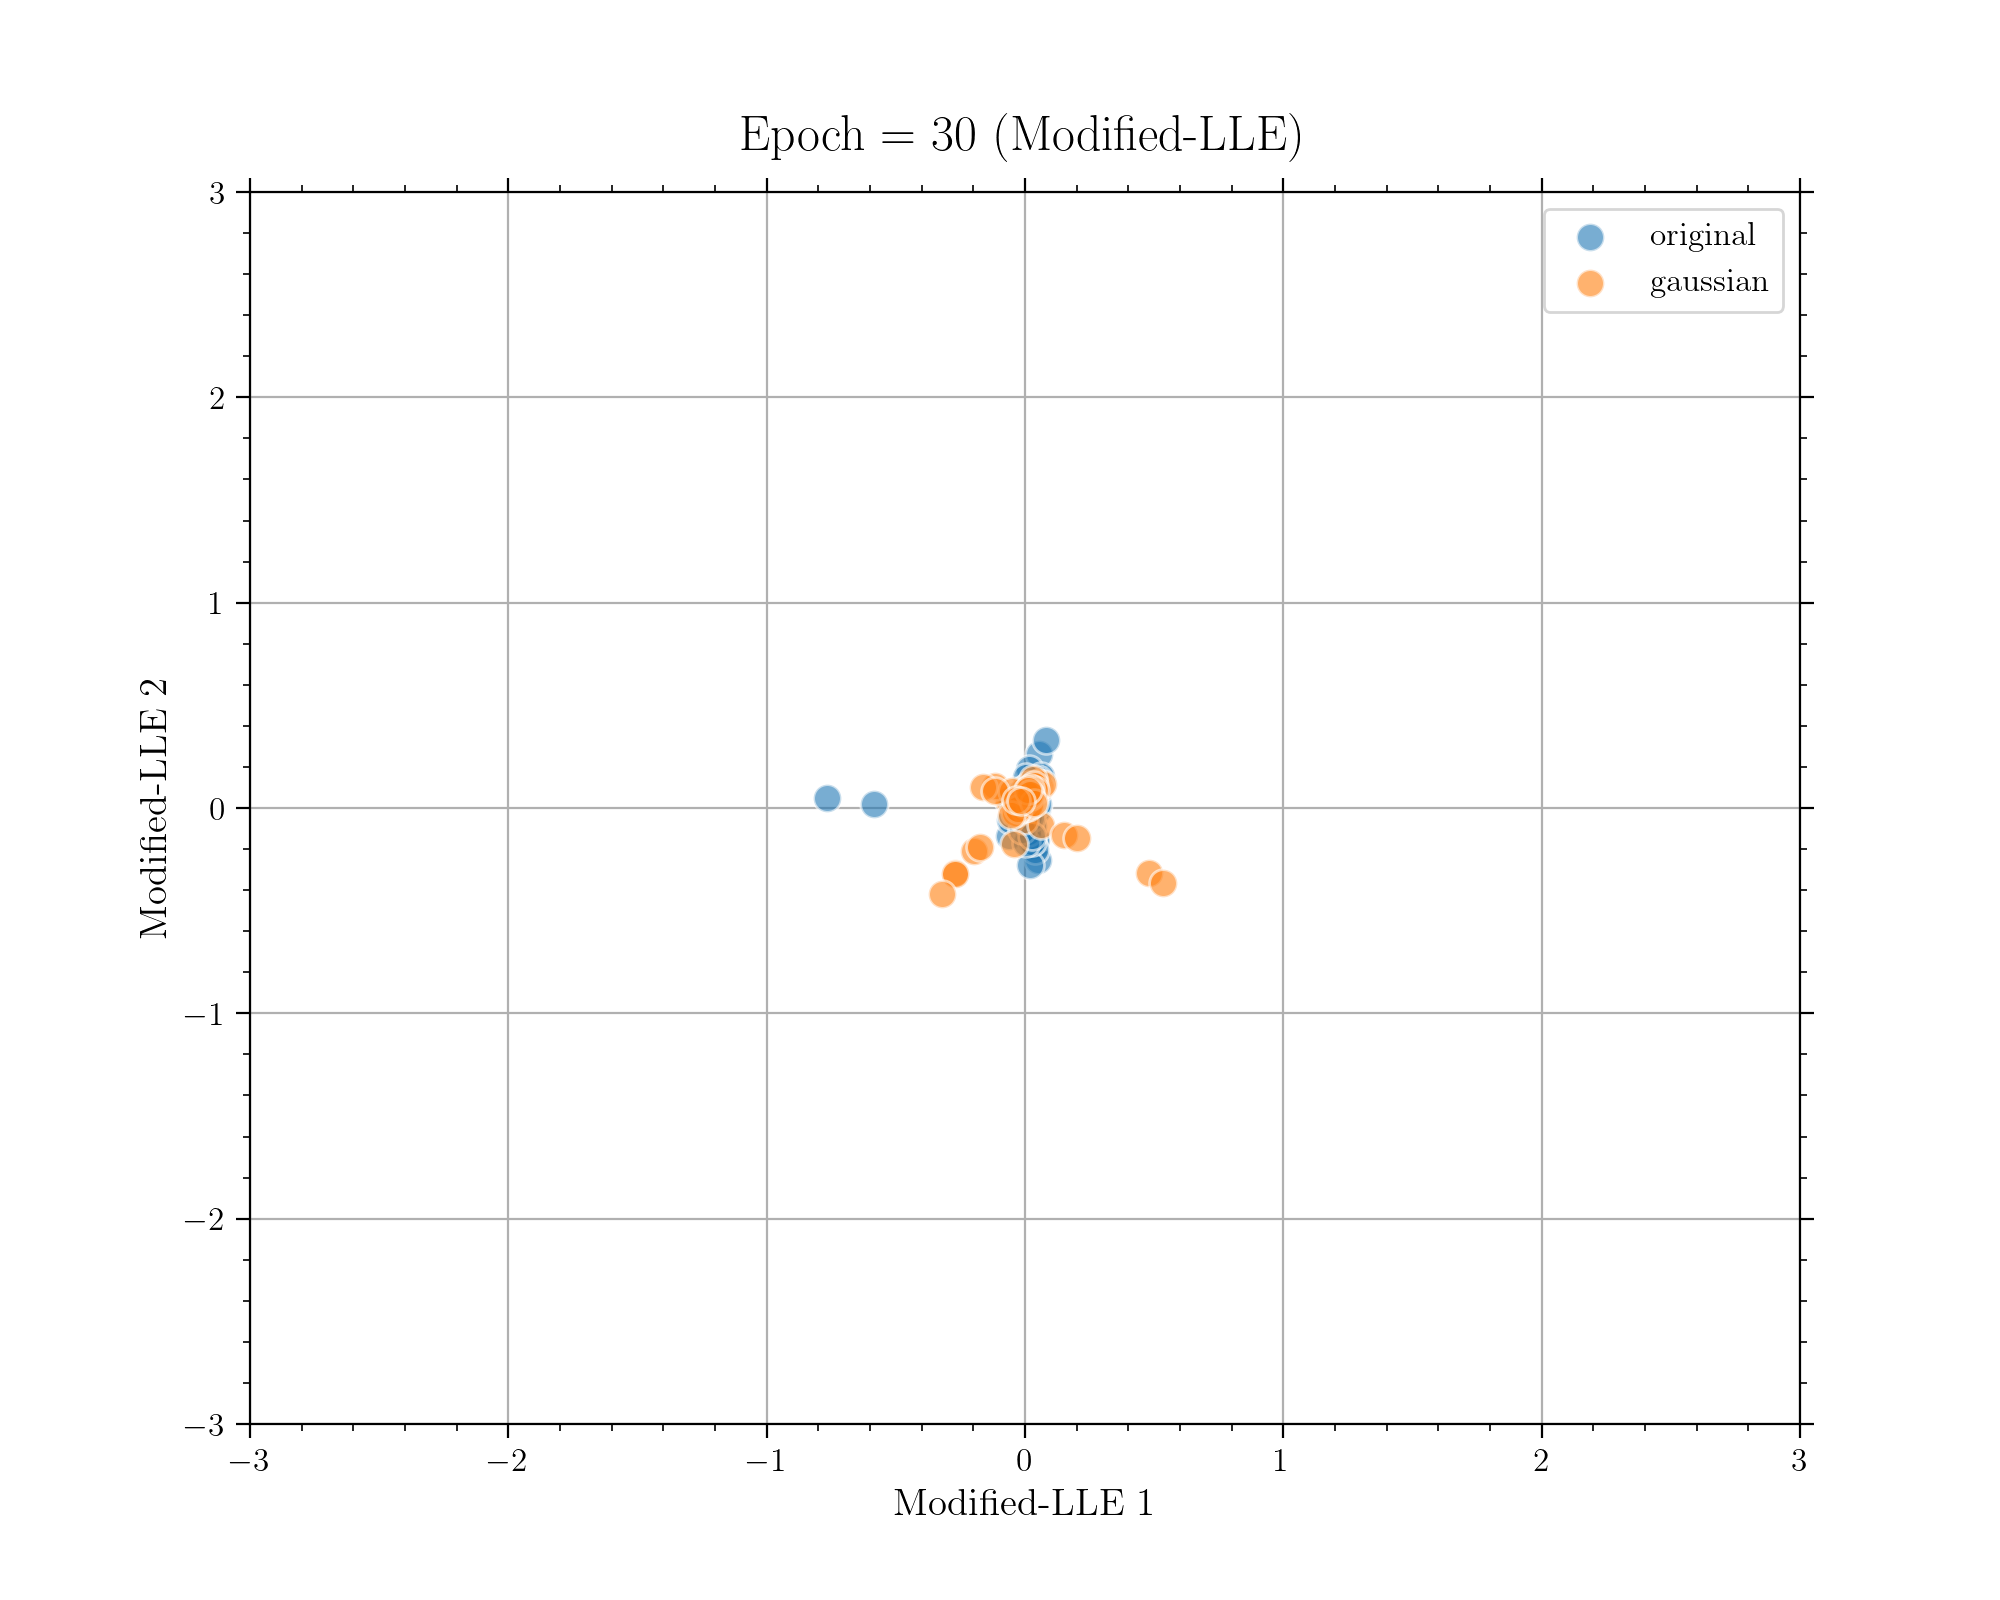 Epoch = 30 (Modified-LLE)
original
gaussian
3
2
1
0
−1
−2
−3
Modified-LLE 2
−3 −2 −1 0 1 2 3
Modified-LLE 1